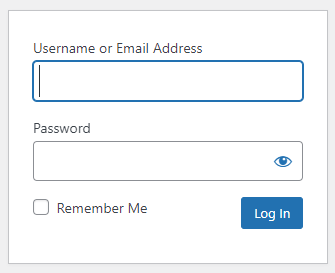 Username or Email Address
Password
Remember Me
Log In